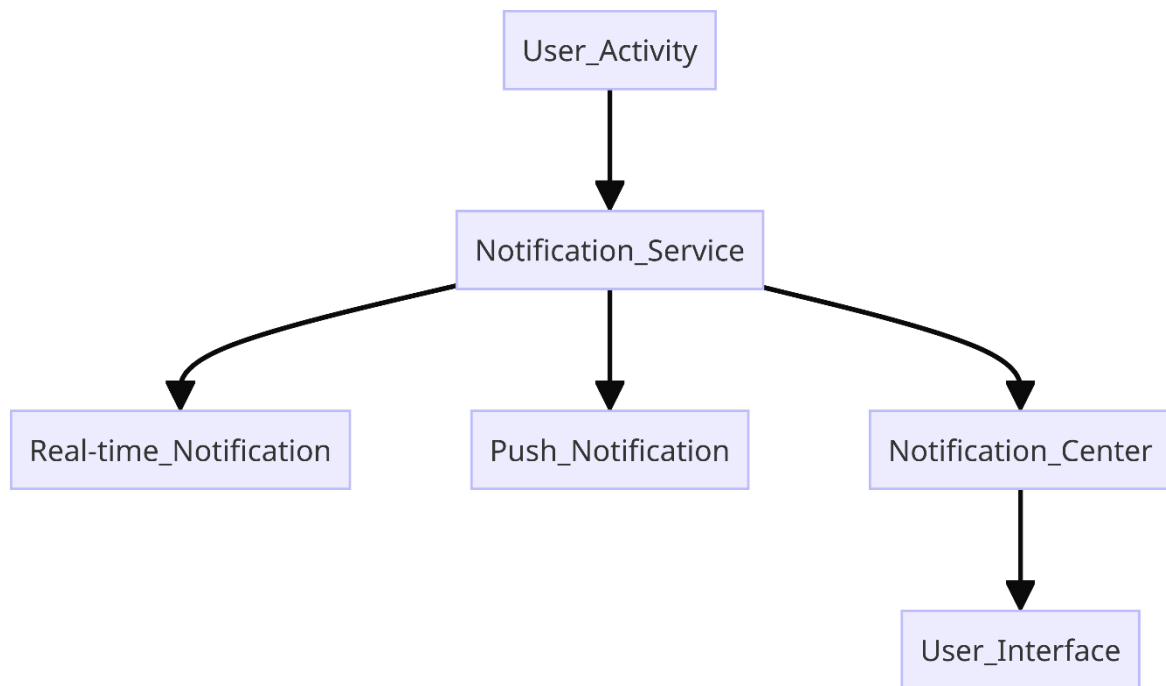 User_Activity
Notification_Service
Real-time_Notification
Push_Notification
Notification_Center
User_Interface